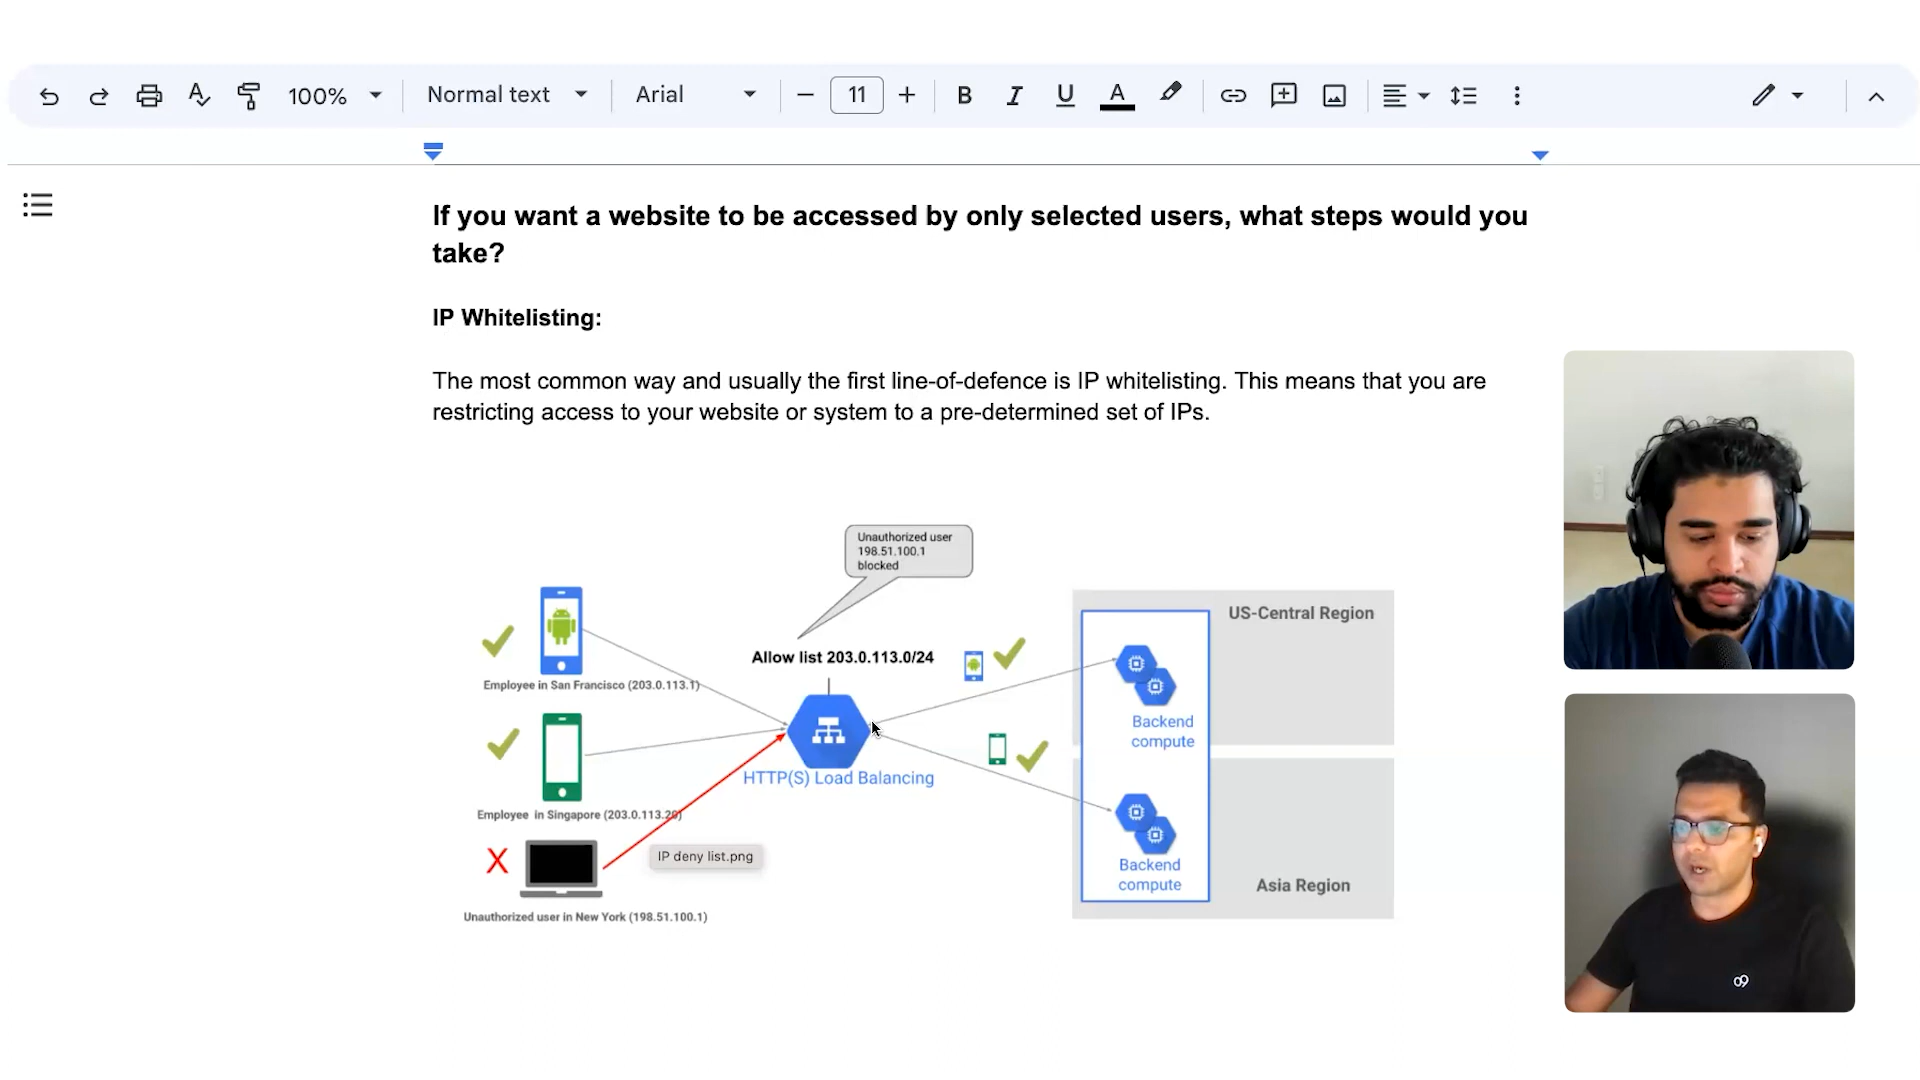 100%
Normal text
Arial
11
B
I
U
A
If you want a website to be accessed by only selected users, what steps would you
take?
IP Whitelisting:
The most common way and usually the first line-of-defence is IP whitelisting. This means that you are
restricting access to your website or system to a pre-determined set of IPs.
Unauthorized user
198.51.100.1
blocked
Allow list 203.0.113.0/24
US-Central Region
Employee in San Francisco (203.0.113.1)
Backend
compute
HTTP(S) Load Balancing
Employee in Singapore (203.0.113.20)
IP deny list.png
X
Backend
compute
Asia Region
Unauthorized user in New York (198.51.100.1)
o9